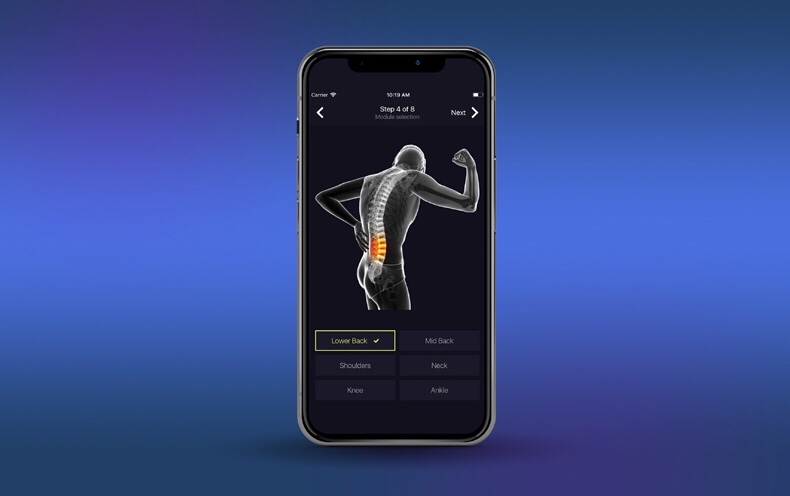 Carrier 10:19 AM
Step 4 of 8
Next
Module selection
Lower Back Mid Back
Shoulders Neck
Knee Ankle